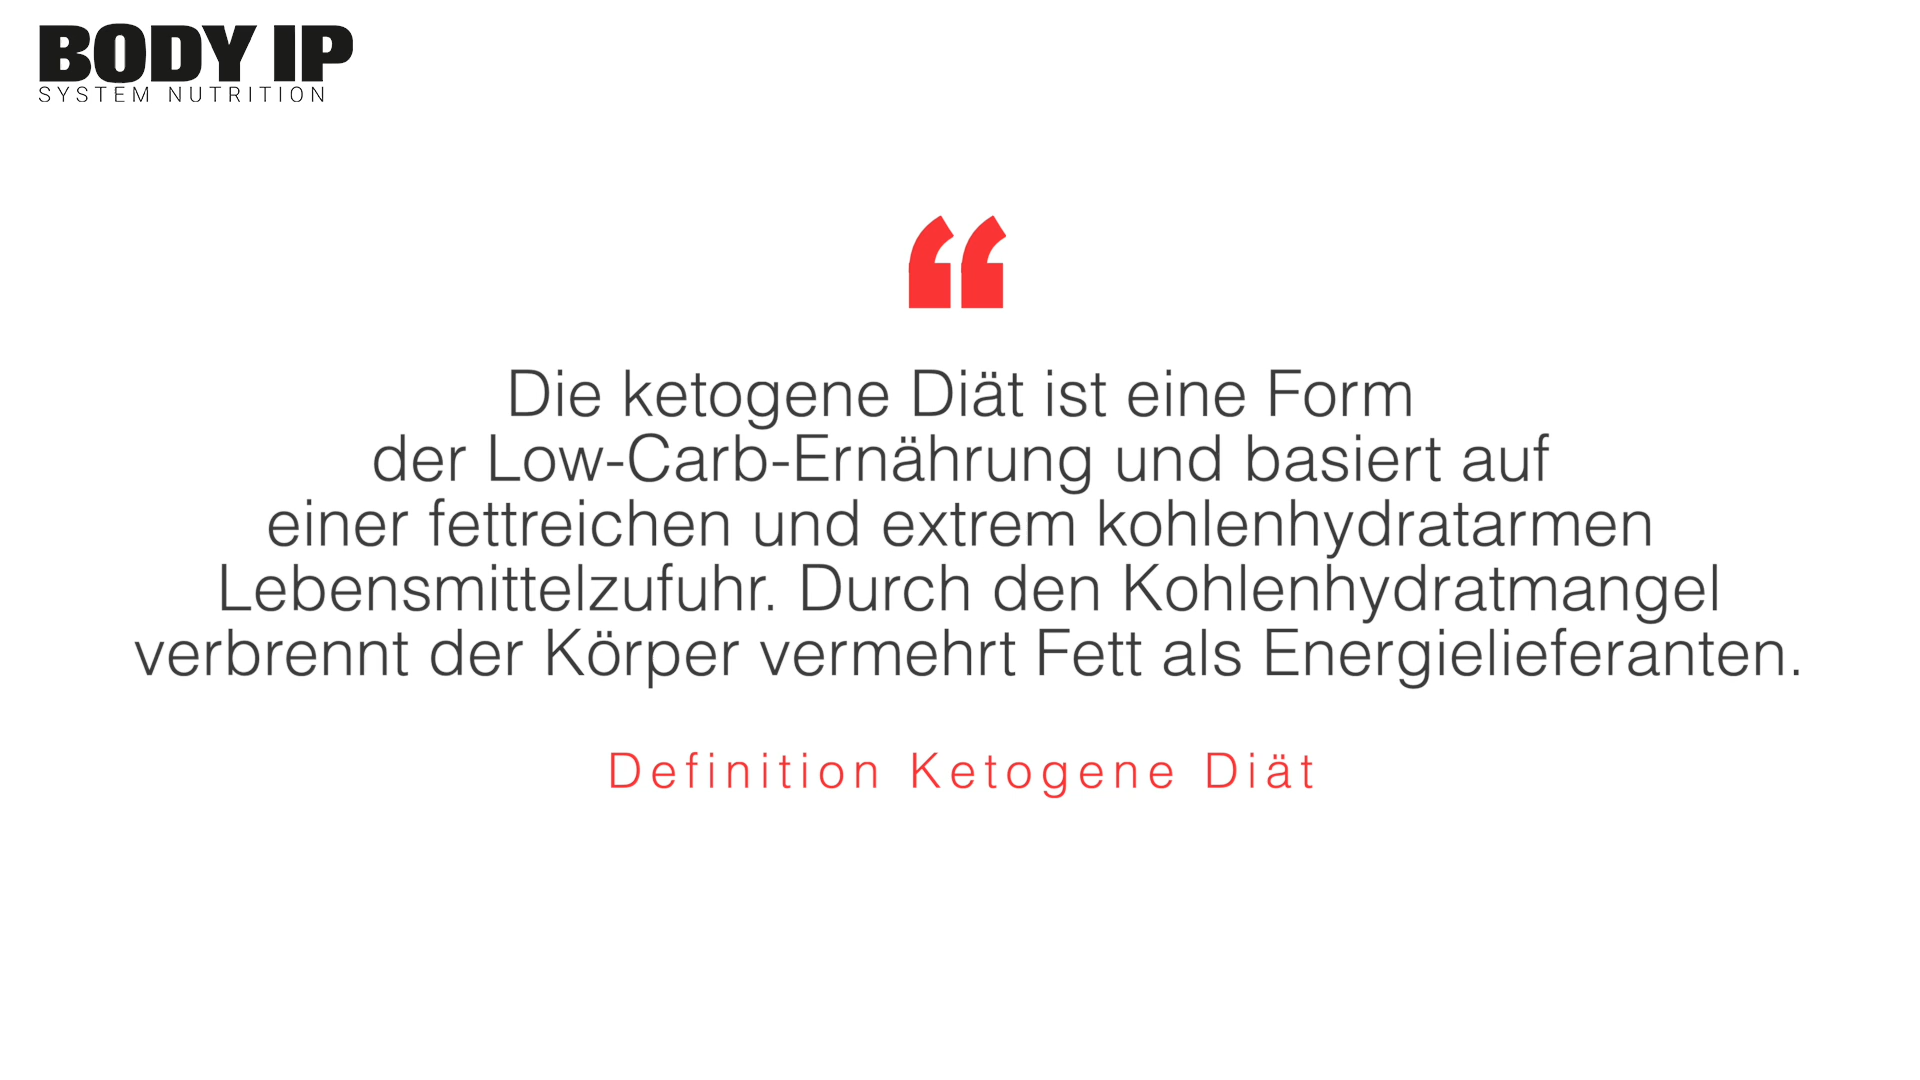 BODY IP
SYSTEM NUTRITION
“
Die ketogene Diät ist eine Form
der Low-Carb-Ernährung und basiert auf
einer fettreichen und extrem kohlenhydratarmen
Lebensmittelzufuhr. Durch den Kohlenhydratmangel
verbrennt der Körper vermehrt Fett als Energielieferanten.
Definition Ketogene Diät